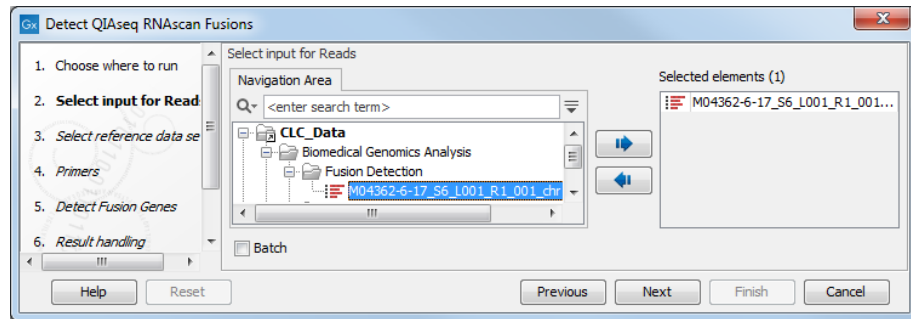 Gx Detect QIAseq RNAscan Fusions
1. Choose where to run
2. Select input for Read
3. Select reference data se
4. Primers
5. Detect Fusion Genes
6. Result handling
Select input for Reads
Navigation Area
<enter search term>
CLC_Data
Biomedical Genomics Analysis
Fusion Detection
M04362-6-17_S6_L001_R1_001_chr
Batch
Selected elements (1)
M04362-6-17_S6_L001_R1_001...
Help
Reset
Previous
Next
Finish
Cancel